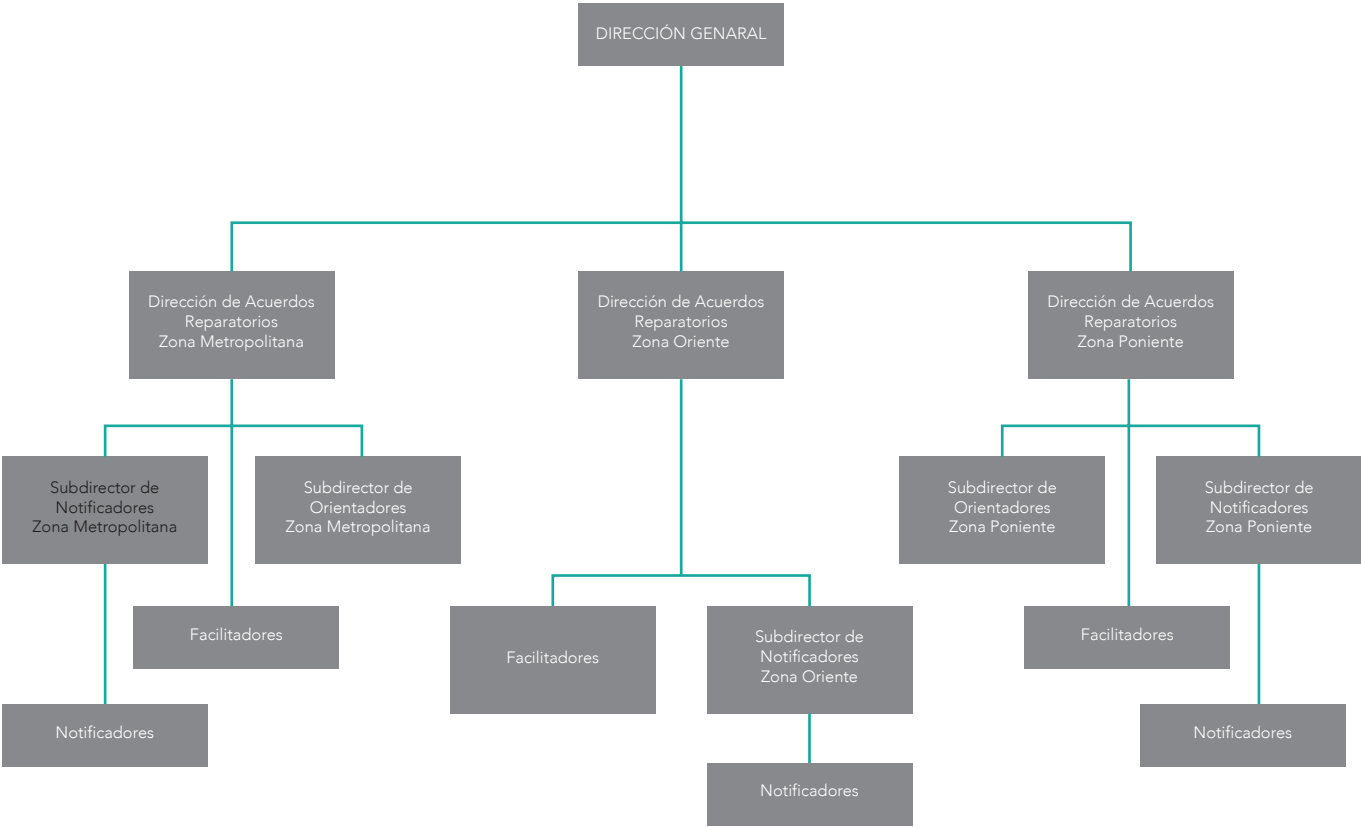 DIRECCIÓN GENARAL
Dirección de Acuerdos
Reparatorios
Zona Metropolitana
Dirección de Acuerdos
Reparatorios
Zona Oriente
Dirección de Acuerdos
Reparatorios
Zona Poniente
Subdirector de
Notificadores
Zona Metropolitana
Subdirector de
Orientadores
Zona Metropolitana
Subdirector de
Orientadores
Zona Poniente
Subdirector de
Notificadores
Zona Poniente
Facilitadores
Facilitadores
Subdirector de
Notificadores
Zona Oriente
Facilitadores
Notificadores
Notificadores
Notificadores